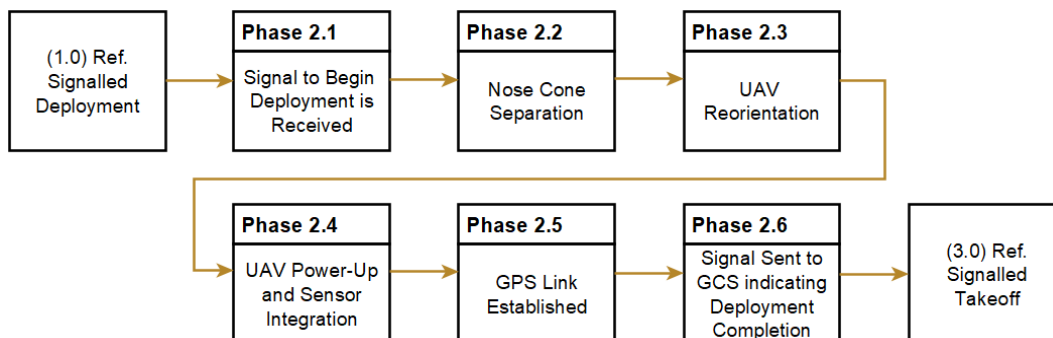 (1.0) Ref.
Signalled
Deployment
Phase 2.1
Signal to Begin
Deployment is
Received
Phase 2.2
Nose Cone
Separation
Phase 2.3
UAV
Reorientation
Phase 2.4
UAV Power-Up
and Sensor
Integration
Phase 2.5
GPS Link
Established
Phase 2.6
Signal Sent to
GCS indicating
Deployment
Completion
(3.0) Ref.
Signalled
Takeoff